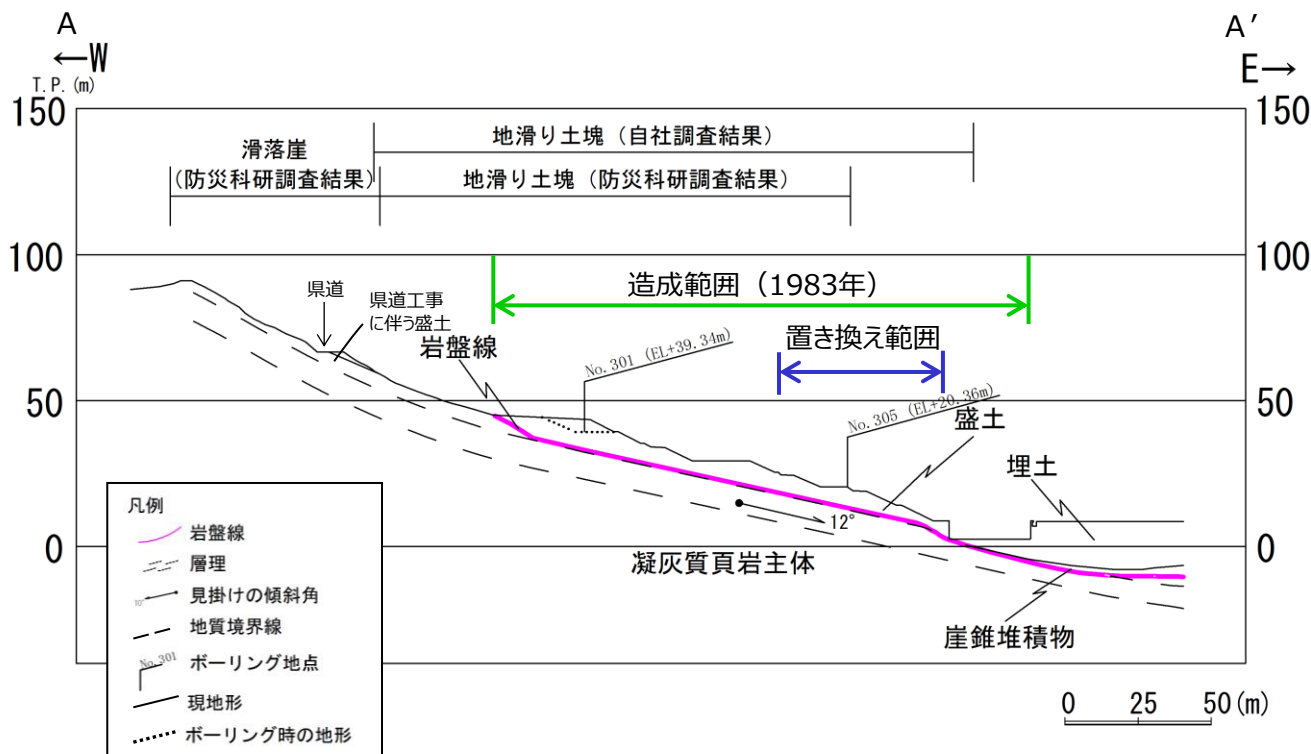 A
A′
←W
E→
T.P.(m)
150
150
地滑り土塊(自社調査結果)
滑落崖
(防災科研調査結果)
地滑り土塊(防災科研調査結果)
100
100
造成範囲(1983年)
県道
県道工事
に伴う盛土
置き換え範囲
岩盤線
No.301 (EL+39.34m)
50
50
No.305 (EL+20.36m)
盛土
埋土
12°
0
0
凝灰質頁岩主体
崖錐堆積物
凡例
岩盤線
層理
10°
見掛けの傾斜角
地質境界線
No.301
ボーリング地点
現地形
ボーリング時の地形
0 25 50(m)